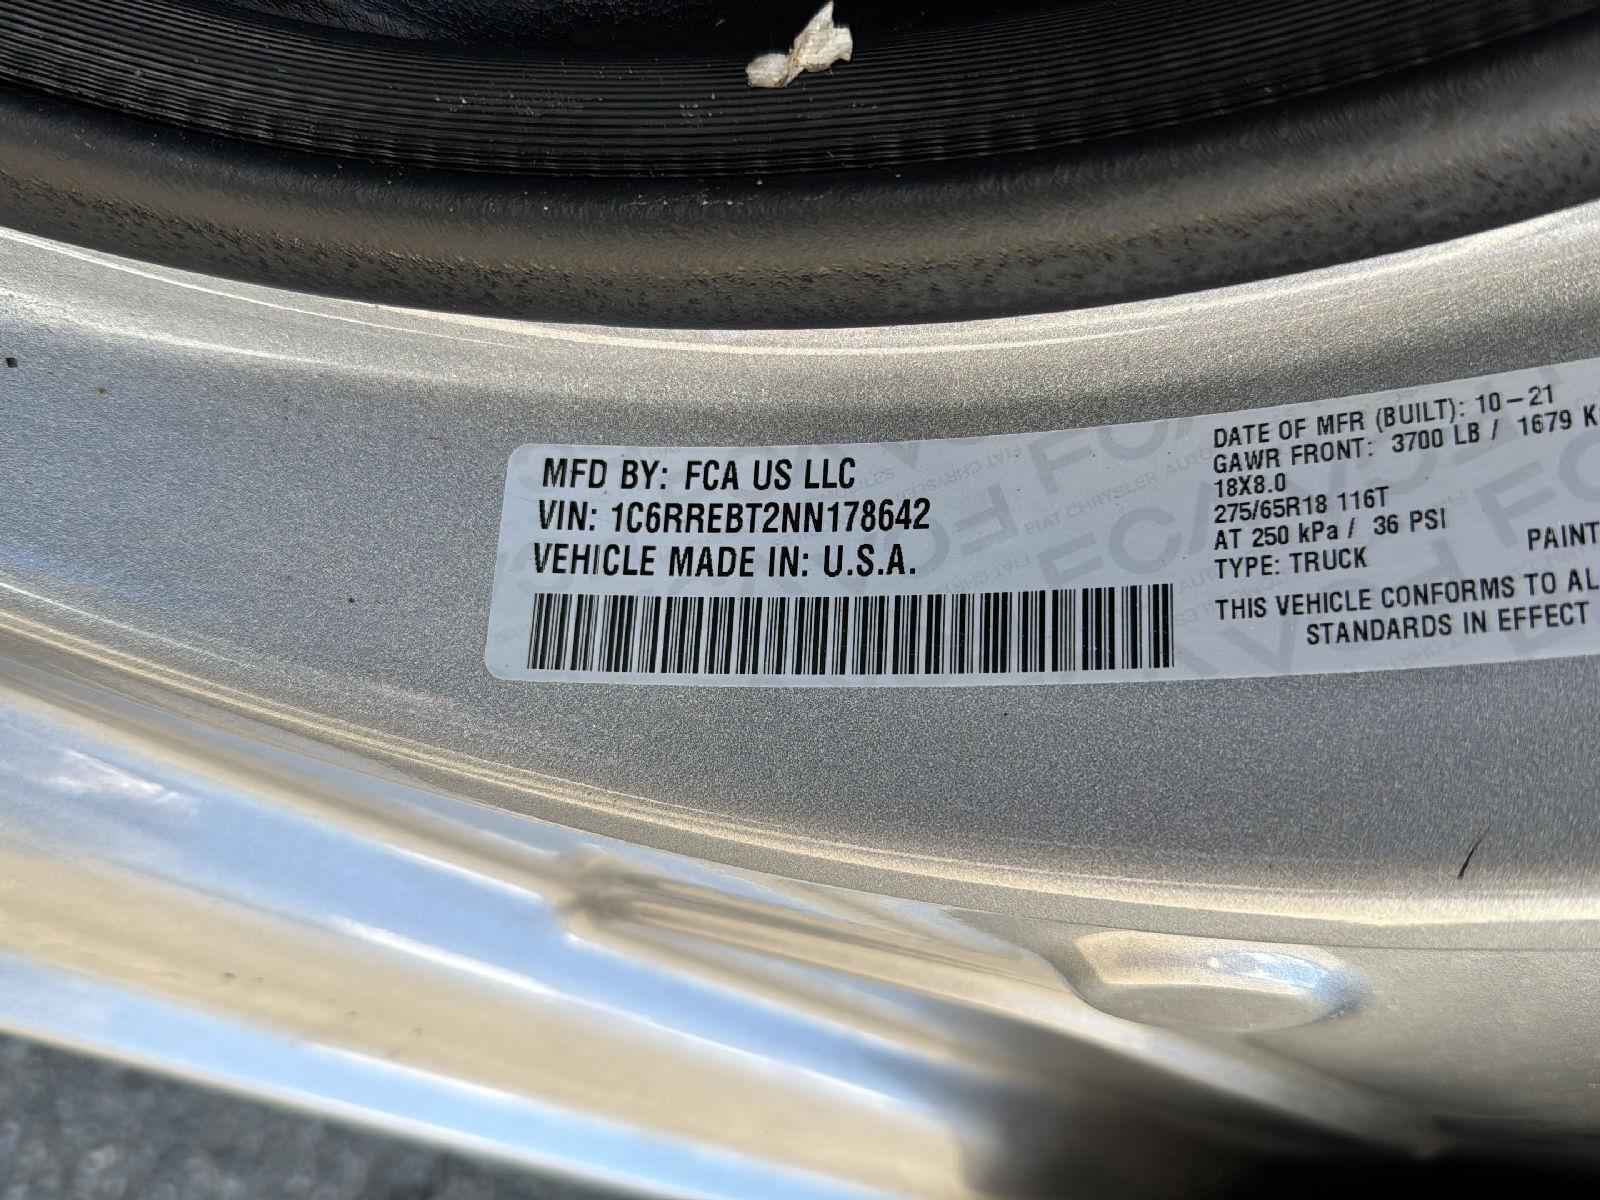 MFD BY: FCA US LLC
VIN: 1C6RREBT2NN178642
VEHICLE MADE IN: U.S.A.
DATE OF MFR (BUILT): 10-21
GAWR FRONT: 3700 LB / 1679 K
18X8.0
275/65R18 116T
AT 250 kPa / 36 PSI
TYPE: TRUCK
PAINT
THIS VEHICLE CONFORMS TO AL
STANDARDS IN EFFECT